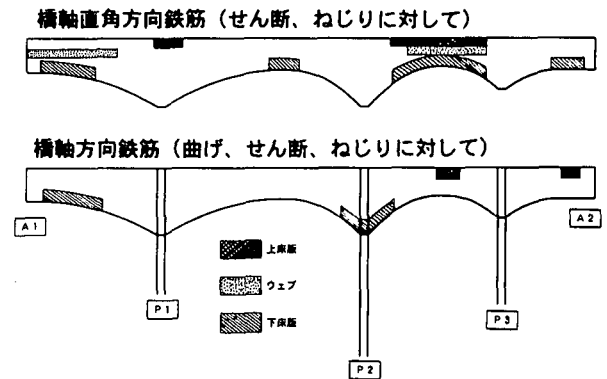 橋軸直角方向鉄筋（せん断、ねじりに対して）
橋軸方向鉄筋（曲げ、せん断、ねじりに対して）
A1
A2
上床版
ウェブ
下床版
P1
P3
P2